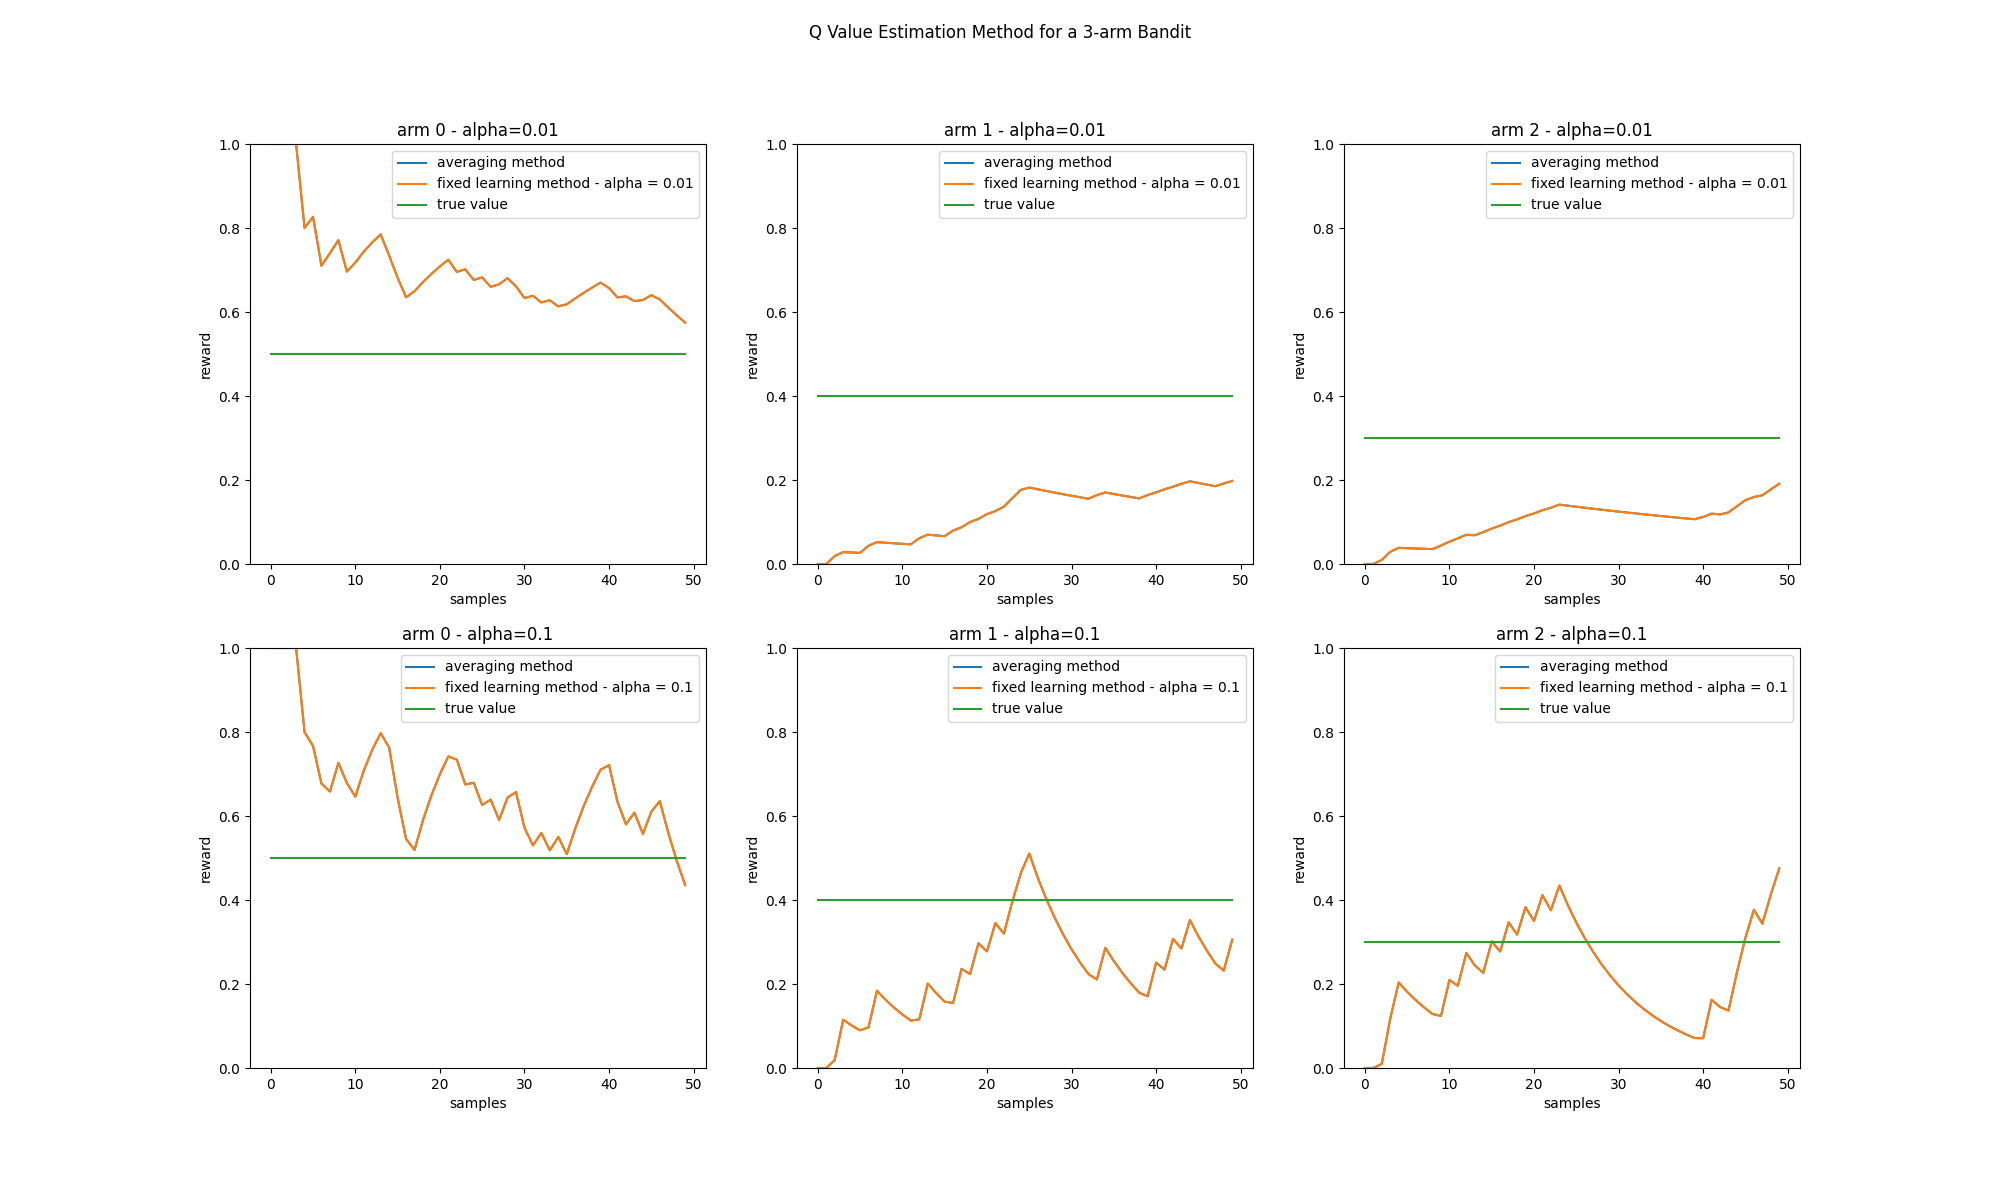 Q Value Estimation Method for a 3-arm Bandit
arm 0 - alpha=0.01
1.0
0.8
0.6
0.4
0.2
0.0
reward
averaging method
fixed learning method - alpha = 0.01
true value
0 10 20 30 40 50
samples
arm 1 - alpha=0.01
1.0
0.8
0.6
0.4
0.2
0.0
reward
averaging method
fixed learning method - alpha = 0.01
true value
0 10 20 30 40 50
samples
arm 2 - alpha=0.01
1.0
0.8
0.6
0.4
0.2
0.0
reward
averaging method
fixed learning method - alpha = 0.01
true value
0 10 20 30 40 50
samples
arm 0 - alpha=0.1
1.0
0.8
0.6
0.4
0.2
0.0
reward
averaging method
fixed learning method - alpha = 0.1
true value
0 10 20 30 40 50
samples
arm 1 - alpha=0.1
1.0
0.8
0.6
0.4
0.2
0.0
reward
averaging method
fixed learning method - alpha = 0.1
true value
0 10 20 30 40 50
samples
arm 2 - alpha=0.1
1.0
0.8
0.6
0.4
0.2
0.0
reward
averaging method
fixed learning method - alpha = 0.1
true value
0 10 20 30 40 50
samples